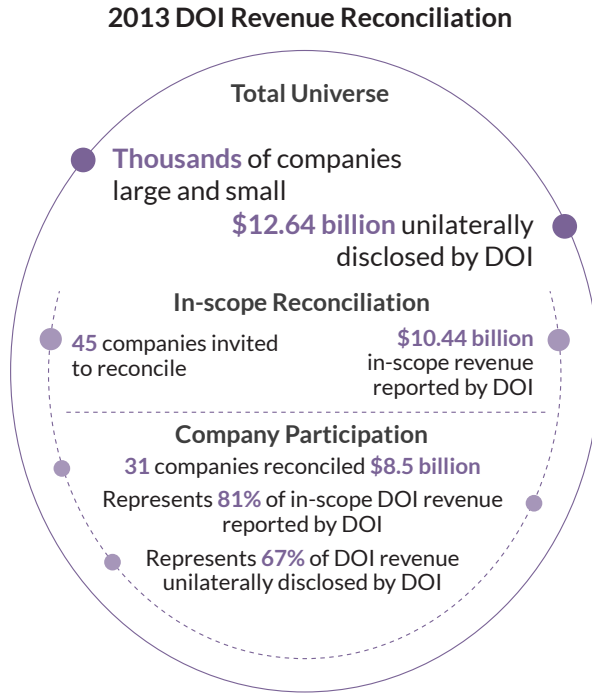 2013 DOI Revenue Reconciliation
Total Universe
Thousands of companies
large and small
$12.64 billion unilaterally
disclosed by DOI
In-scope Reconciliation
45 companies invited
to reconcile
$10.44 billion
in-scope revenue
reported by DOI
Company Participation
31 companies reconciled $8.5 billion
Represents 81% of in-scope DOI revenue
reported by DOI
Represents 67% of DOI revenue
unilaterally disclosed by DOI